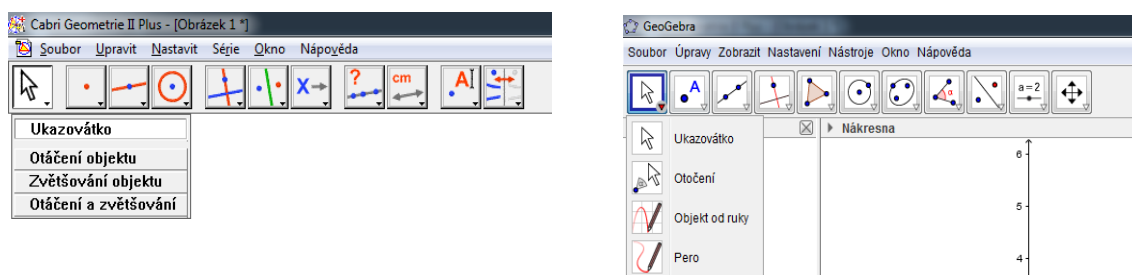 Cabri Geometrie II Plus - [Obrázek 1 *]
Soubor Upravit Nastavit Série Okno Nápověda
? cm A
X
Ukazovátko
Otáčení objektu
Zvětšování objektu
Otáčení a zvětšování
GeoGebra
Soubor Úpravy Zobrazit Nastavení Nástroje Okno Nápověda
A α a = 2
Nákresna
Ukazovátko
Otočení
Objekt od ruky
Pero
6
5
4